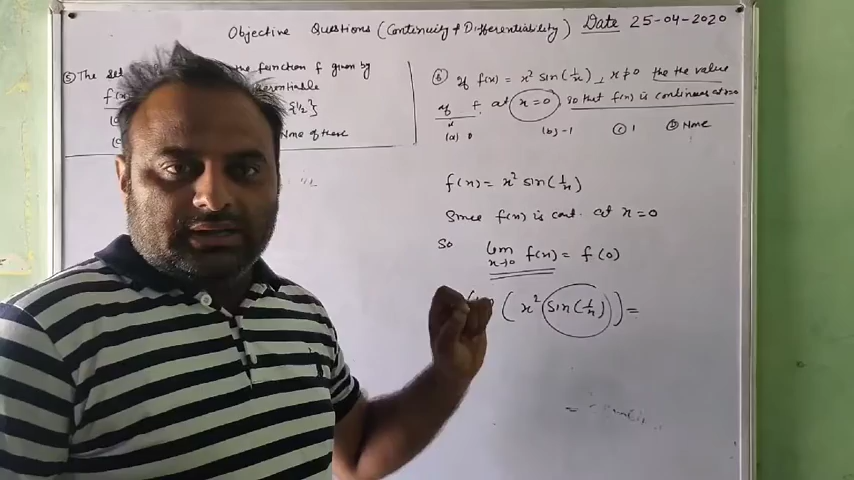 Objective Questions (Continuity & Differentiability) Date 25-04-2020
⑤ The set the function f given by
f(x) erentiable
{1/2}
None of these
⑥ If f(x) = x² sin(1/x), x≠0 the the value
of f at x=0 so that f(x) is continuous at x=0
(a) 0 (b) -1 (c) 1 (d) None
f(x) = x² sin(1/x)
Since f(x) is cont. at x=0
So lim x→0 f(x) = f(0)
(x² sin(1/x)) =
=